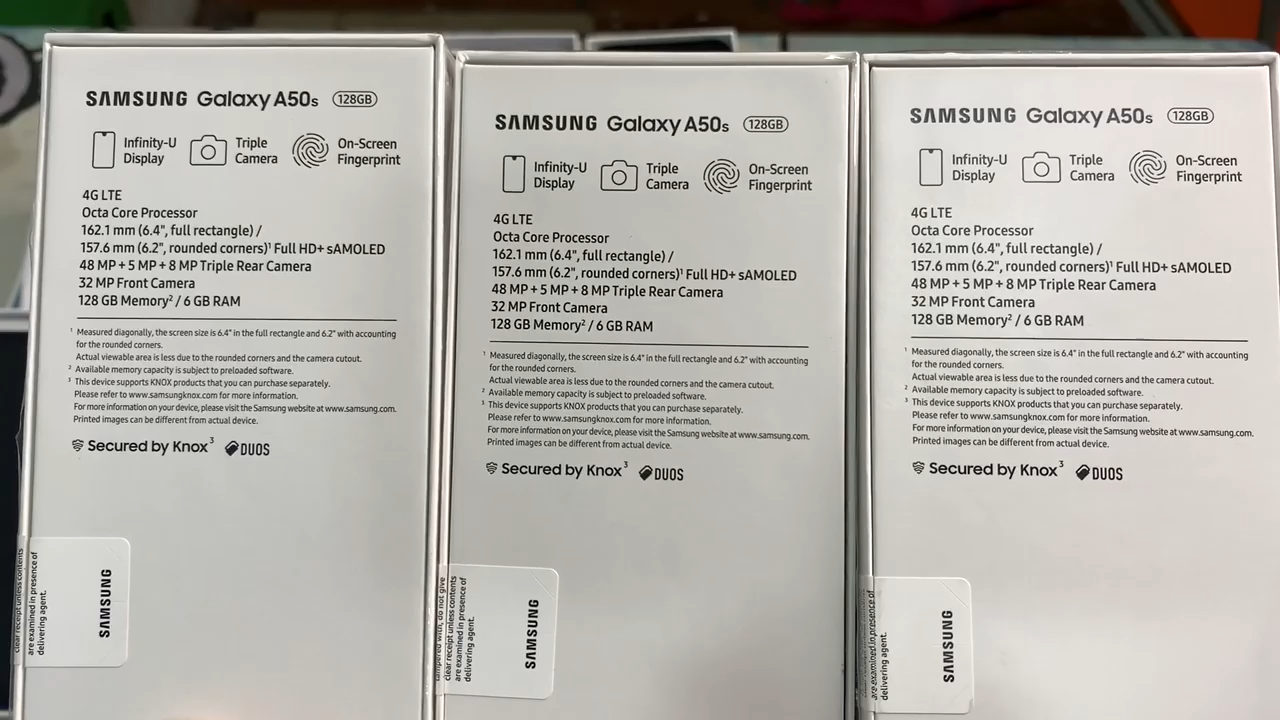 SAMSUNG Galaxy A50s 128GB
Infinity-U
Display
Triple
Camera
On-Screen
Fingerprint
4G LTE
Octa Core Processor
162.1 mm (6.4", full rectangle) /
157.6 mm (6.2", rounded corners)¹ Full HD+ sAMOLED
48 MP + 5 MP + 8 MP Triple Rear Camera
32 MP Front Camera
128 GB Memory² / 6 GB RAM
¹ Measured diagonally, the screen size is 6.4" in the full rectangle and 6.2" with accounting
for the rounded corners.
Actual viewable area is less due to the rounded corners and the camera cutout.
² Available memory capacity is subject to preloaded software.
³ This device supports KNOX products that you can purchase separately.
Please refer to www.samsungknox.com for more information.
For more information on your device, please visit the Samsung website at www.samsung.com.
Printed images can be different from actual device.
Secured by Knox³ DUOS
clear receipt unless contents
are examined in presence of
delivering agent.
SAMSUNG
SAMSUNG Galaxy A50s 128GB
Infinity-U
Display
Triple
Camera
On-Screen
Fingerprint
4G LTE
Octa Core Processor
162.1 mm (6.4", full rectangle) /
157.6 mm (6.2", rounded corners)¹ Full HD+ sAMOLED
48 MP + 5 MP + 8 MP Triple Rear Camera
32 MP Front Camera
128 GB Memory² / 6 GB RAM
¹ Measured diagonally, the screen size is 6.4" in the full rectangle and 6.2" with accounting
for the rounded corners.
Actual viewable area is less due to the rounded corners and the camera cutout.
² Available memory capacity is subject to preloaded software.
³ This device supports KNOX products that you can purchase separately.
Please refer to www.samsungknox.com for more information.
For more information on your device, please visit the Samsung website at www.samsung.com.
Printed images can be different from actual device.
Secured by Knox³ DUOS
tampered with, do not give
clear receipt unless contents
are examined in presence of
delivering agent.
SAMSUNG
SAMSUNG Galaxy A50s 128GB
Infinity-U
Display
Triple
Camera
On-Screen
Fingerprint
4G LTE
Octa Core Processor
162.1 mm (6.4", full rectangle) /
157.6 mm (6.2", rounded corners)¹ Full HD+ sAMOLED
48 MP + 5 MP + 8 MP Triple Rear Camera
32 MP Front Camera
128 GB Memory² / 6 GB RAM
¹ Measured diagonally, the screen size is 6.4" in the full rectangle and 6.2" with accounting
for the rounded corners.
Actual viewable area is less due to the rounded corners and the camera cutout.
² Available memory capacity is subject to preloaded software.
³ This device supports KNOX products that you can purchase separately.
Please refer to www.samsungknox.com for more information.
For more information on your device, please visit the Samsung website at www.samsung.com.
Printed images can be different from actual device.
Secured by Knox³ DUOS
are examined in presence of
delivering agent.
SAMSUNG